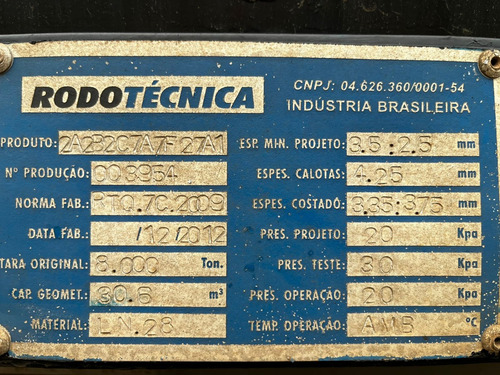 RODOTÉCNICA
CNPJ: 04.626.360/0001-54
INDÚSTRIA BRASILEIRA
PRODUTO: 2A2B2C7A7F27A1
ESP. MIN. PROJETO: 3.5:2.5 mm
Nº PRODUÇÃO: 003954
ESPES. CALOTAS: 4.25 mm
NORMA FAB.: RTQ.7C.2009
ESPES. COSTADO: 3.35:3.75 mm
DATA FAB.: /12/2012
PRES. PROJETO: 20 Kpa
TARA ORIGINAL: 8.000 Ton.
PRES. TESTE: 30 Kpa
CAP. GEOMET.: 30.6 m³
PRES. OPERAÇÃO: 20 Kpa
MATERIAL: LN.28
TEMP. OPERAÇÃO: AMB ºC